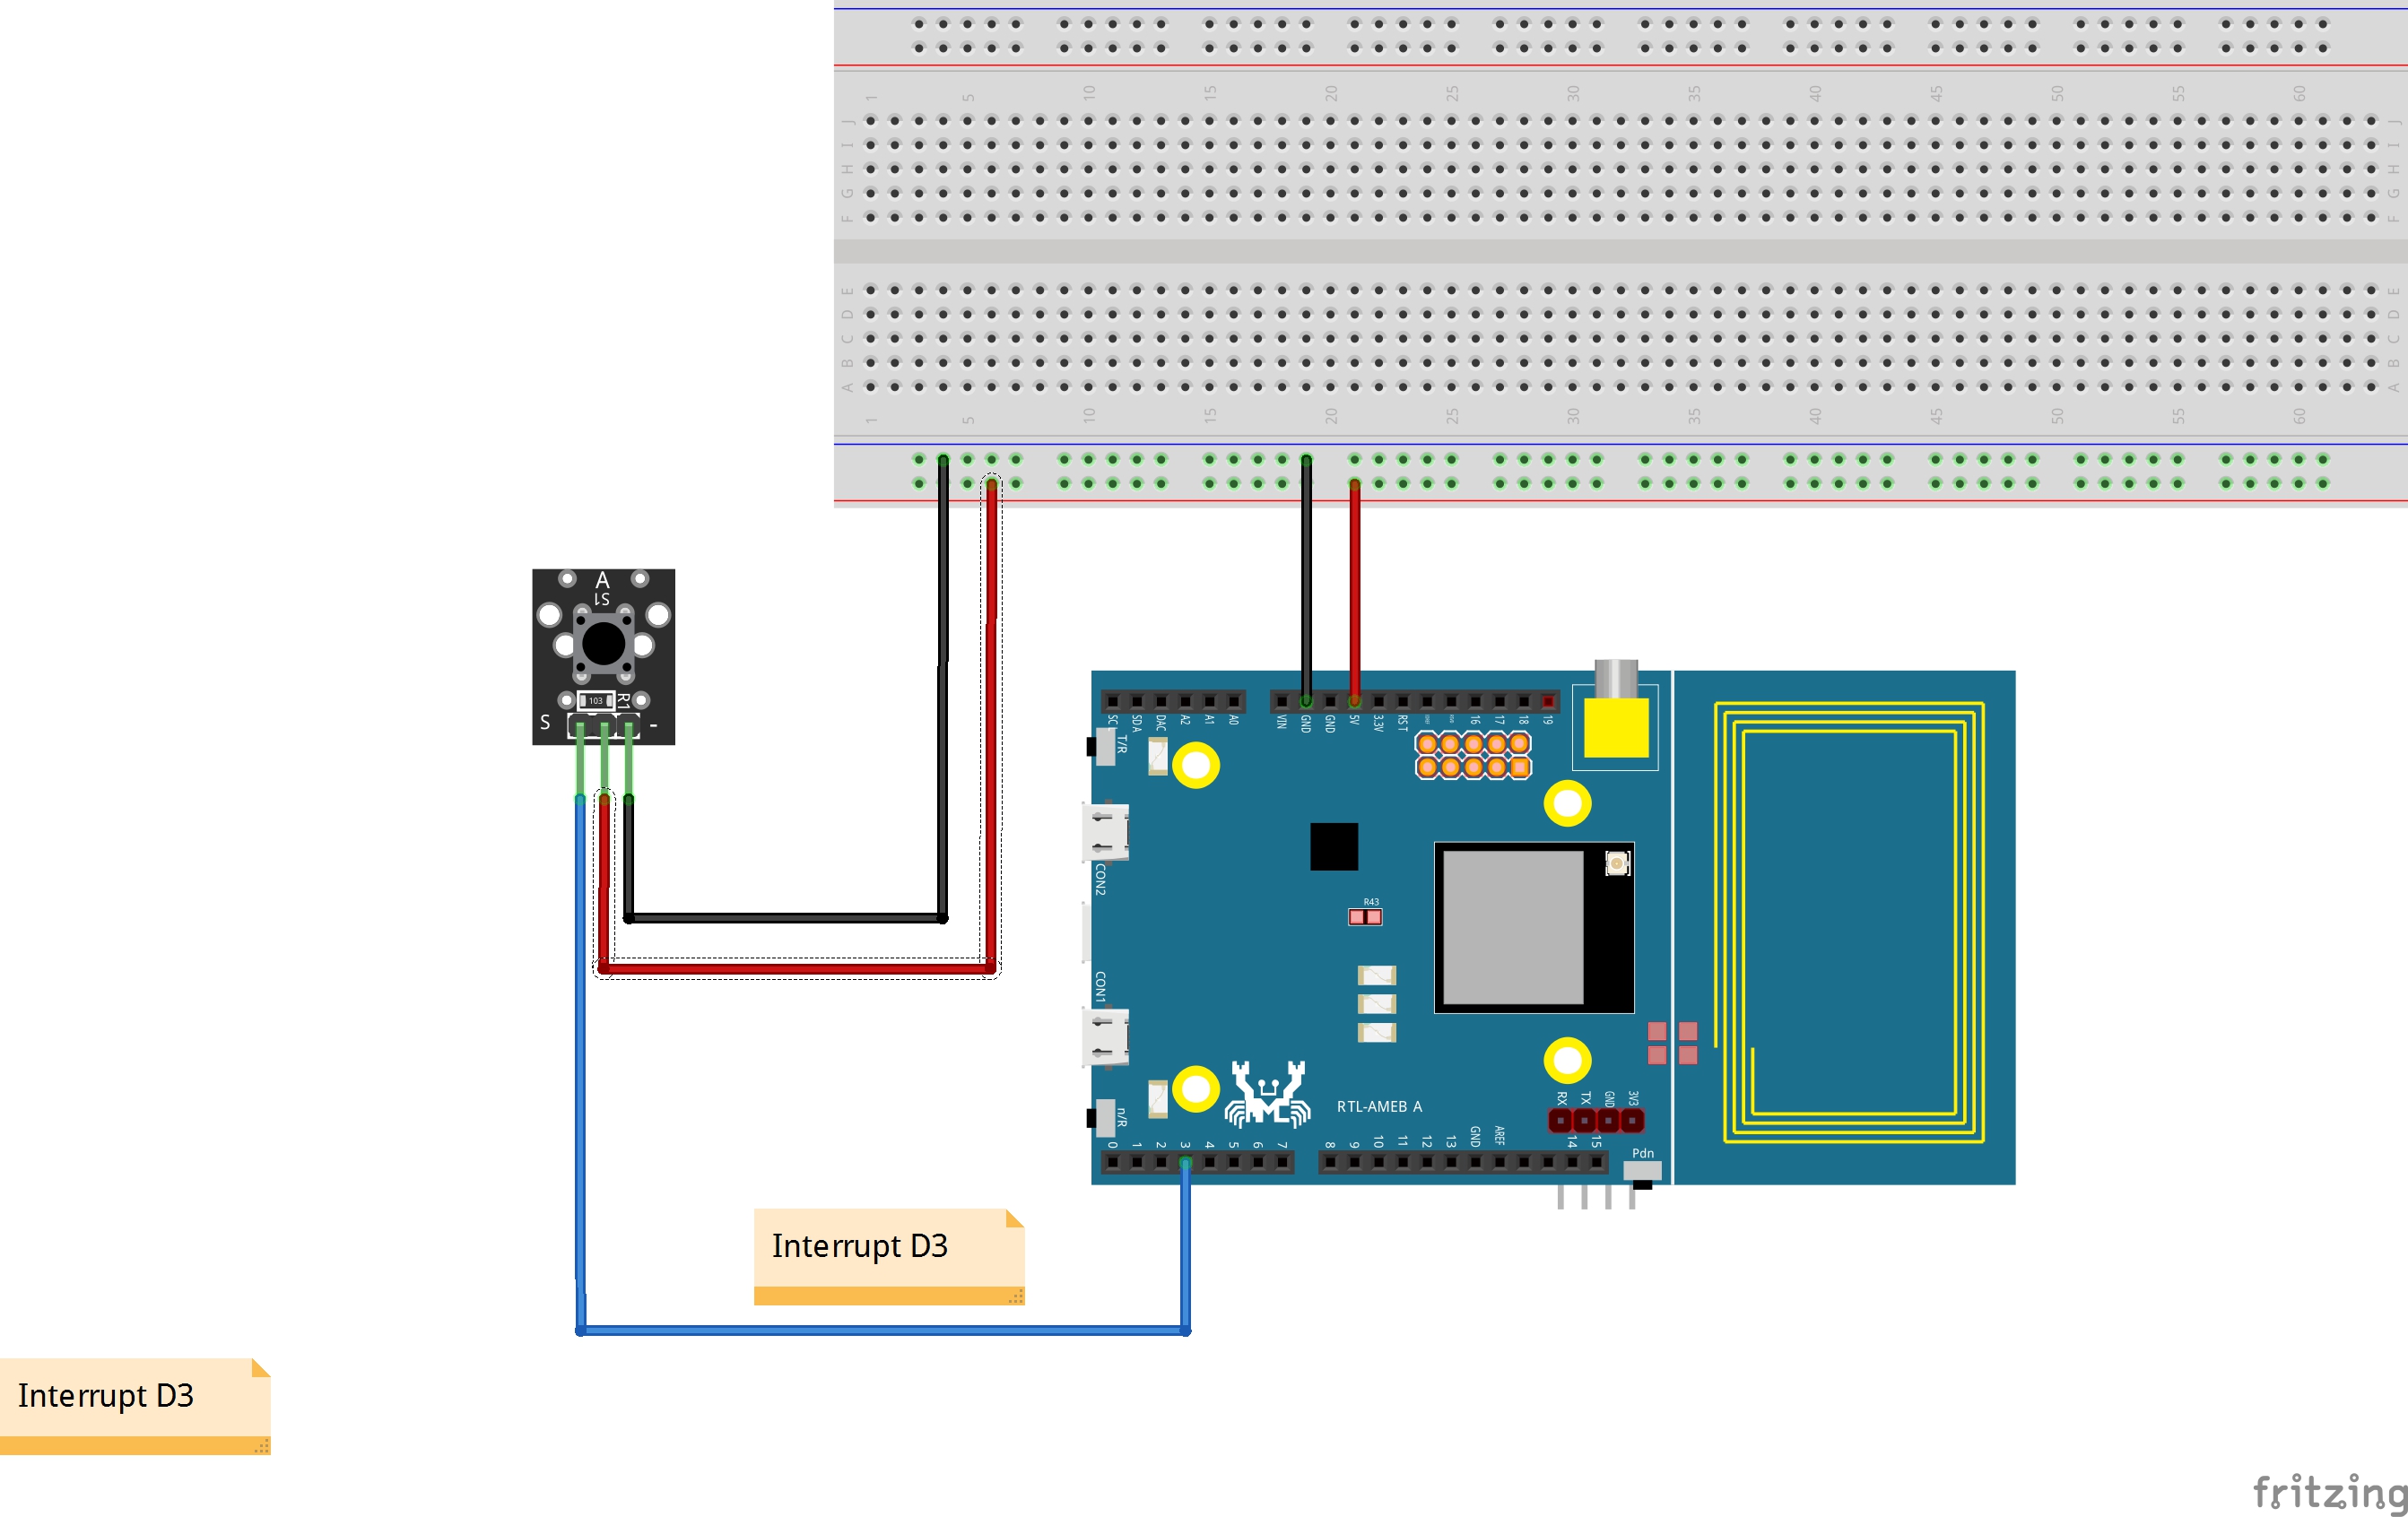 1 5 10 15 20 25 30 35 40 45 50 55 60
J J
I I
H H
G G
F F
E E
D D
C C
B B
A A
1 5 10 15 20 25 30 35 40 45 50 55 60
A
S1
103 R1
S -
SCL SDA DAC A2 A1 A0 VIN GND GND 5V 3.3V RST 16 17 18 19
T/R
CON2
R43
CON1
RTL-AMEB A
RX TX GND 3V3
n/R
0 1 2 3 4 5 6 7 8 9 10 11 12 13 GND AREF 14 15
Pdn
Interrupt D3
Interrupt D3
fritzing